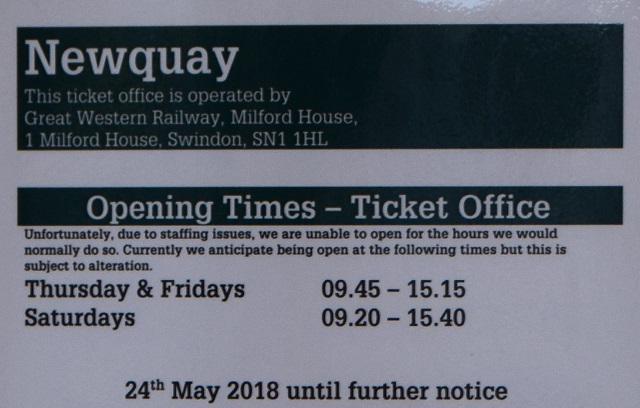 Newquay
This ticket office is operated by
Great Western Railway, Milford House,
1 Milford House, Swindon, SN1 1HL
Opening Times – Ticket Office
Unfortunately, due to staffing issues, we are unable to open for the hours we would
normally do so. Currently we anticipate being open at the following times but this is
subject to alteration.
Thursday & Fridays 09.45 – 15.15
Saturdays 09.20 – 15.40
24th May 2018 until further notice